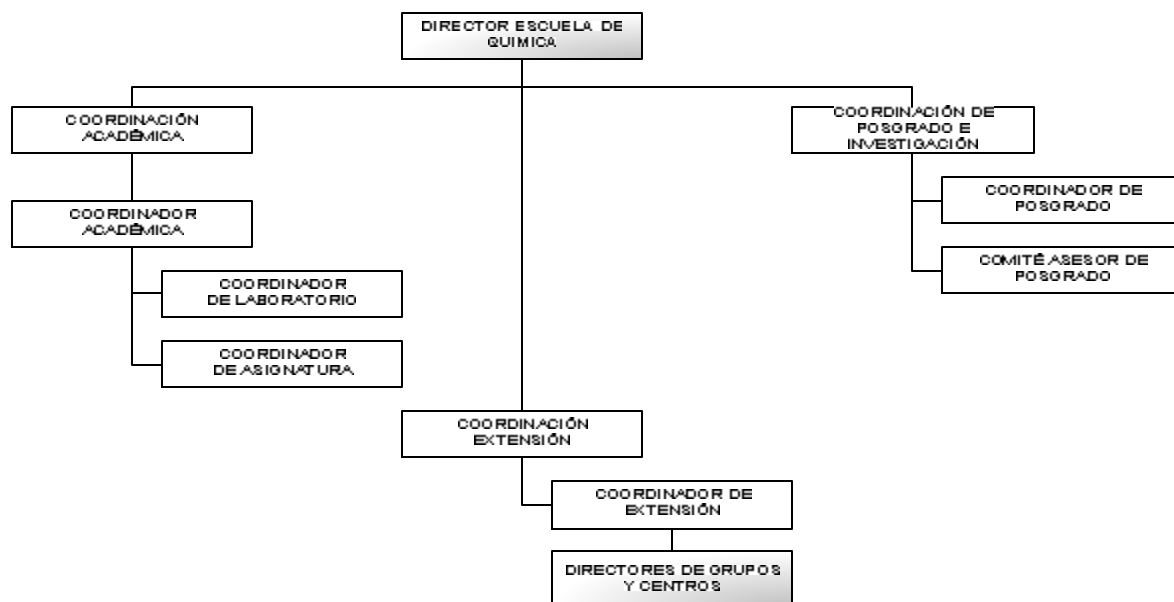 DIRECTOR ESCUELA DE
QUIMICA
COORDINACIÓN
ACADÉMICA
COORDINACIÓN DE
POSGRADO E
INVESTIGACIÓN
COORDINADOR
ACADÉMICA
COORDINADOR DE
POSGRADO
COMITÉ ASESOR DE
POSGRADO
COORDINADOR
DE LABORATORIO
COORDINADOR
DE ASIGNATURA
COORDINACIÓN
EXTENSIÓN
COORDINADOR DE
EXTENSIÓN
DIRECTORES DE GRUPOS
Y CENTROS